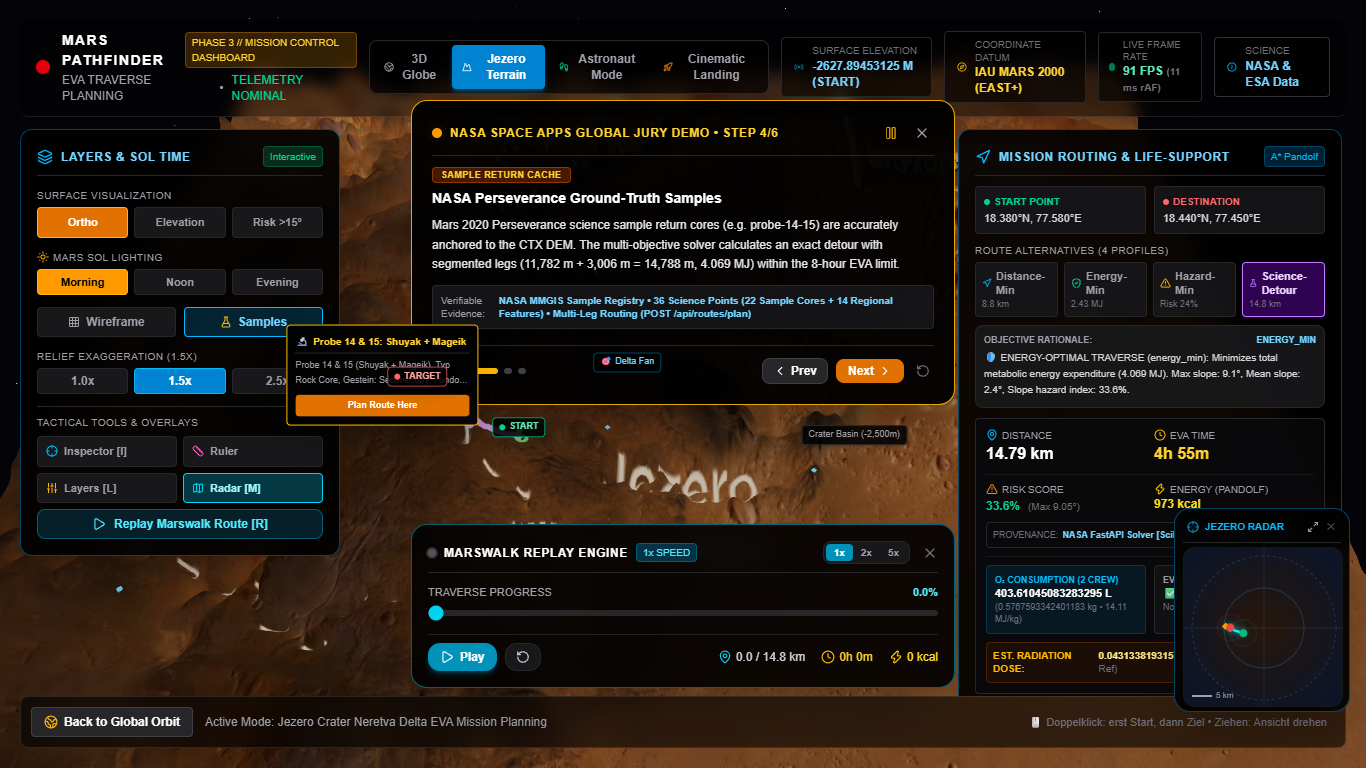 MARS PATHFINDER
EVA TRAVERSE PLANNING
PHASE 3 // MISSION CONTROL DASHBOARD
• TELEMETRY NOMINAL
3D Globe
Jezero Terrain
Astronaut Mode
Cinematic Landing
SURFACE ELEVATION
-2627.89453125 M (START)
COORDINATE DATUM
IAU MARS 2000 (EAST+)
LIVE FRAME RATE
91 FPS (11 ms rAF)
SCIENCE
NASA & ESA Data
LAYERS & SOL TIME
Interactive
SURFACE VISUALIZATION
Ortho
Elevation
Risk >15°
MARS SOL LIGHTING
Morning
Noon
Evening
Wireframe
Samples
RELIEF EXAGGERATION (1.5X)
1.0x
1.5x
2.5x
TACTICAL TOOLS & OVERLAYS
Inspector [I]
Ruler
Layers [L]
Radar [M]
Replay Marswalk Route [R]
NASA SPACE APPS GLOBAL JURY DEMO • STEP 4/6
SAMPLE RETURN CACHE
NASA Perseverance Ground-Truth Samples
Mars 2020 Perseverance science sample return cores (e.g. probe-14-15) are accurately
anchored to the CTX DEM. The multi-objective solver calculates an exact detour with
segmented legs (11,782 m + 3,006 m = 14,788 m, 4.069 MJ) within the 8-hour EVA limit.
Verifiable Evidence:
NASA MMGIS Sample Registry • 36 Science Points (22 Sample Cores + 14 Regional
Features) • Multi-Leg Routing (POST /api/routes/plan)
Delta Fan
Prev
Next
Probe 14 & 15: Shuyak + Mageik
Probe 14 & 15 (Shuyak + Mageik). Typ
Rock Core, Gestein:
TARGET
Plan Route Here
START
Crater Basin (-2,500m)
Jezero
MARSWALK REPLAY ENGINE
1x SPEED
1x
2x
5x
TRAVERSE PROGRESS
0.0%
Play
0.0 / 14.8 km
0h 0m
0 kcal
MISSION ROUTING & LIFE-SUPPORT
A* Pandolf
START POINT
18.380°N, 77.580°E
DESTINATION
18.440°N, 77.450°E
ROUTE ALTERNATIVES (4 PROFILES)
Distance-Min
8.8 km
Energy-Min
2.43 MJ
Hazard-Min
Risk 24%
Science-Detour
14.8 km
OBJECTIVE RATIONALE:
ENERGY_MIN
ENERGY-OPTIMAL TRAVERSE (energy_min): Minimizes total
metabolic energy expenditure (4.069 MJ). Max slope: 9.1°, Mean slope:
2.4°, Slope hazard index: 33.6%.
DISTANCE
14.79 km
EVA TIME
4h 55m
RISK SCORE
33.6% (Max 9.05°)
ENERGY (PANDOLF)
973 kcal
PROVENANCE: NASA FastAPI Solver
O₂ CONSUMPTION (2 CREW)
403.61045083283295 L
(0.5767593342401183 kg • 14.11 MJ/kg)
EST. RADIATION DOSE:
0.043133819315
Ref)
JEZERO RADAR
5 km
Back to Global Orbit
Active Mode: Jezero Crater Neretva Delta EVA Mission Planning
Doppelklick: erst Start, dann Ziel • Ziehen: Ansicht drehen